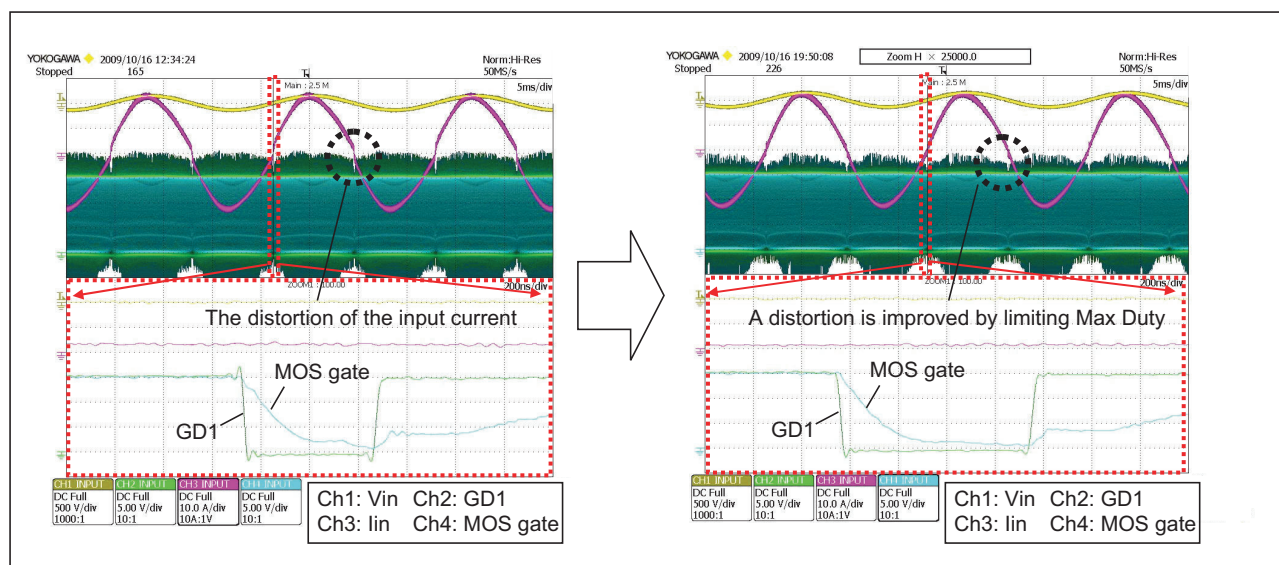 YOKOGAWA 2009/10/16 12:34:24
Stopped 165
Norm:Hi-Res
50MS/s
Main : 2.5 M
5ms/div
ZOOM1 : 100.00
200ns/div
The distortion of the input current
MOS gate
GD1
CH1 INPUT
DC Full
500 V/div
1000:1
CH2 INPUT
DC Full
5.00 V/div
10:1
CH3 INPUT
DC Full
10.0 A/div
10A:1V
CH4 INPUT
DC Full
5.00 V/div
10:1
Ch1: Vin Ch2: GD1
Ch3: Iin Ch4: MOS gate
YOKOGAWA 2009/10/16 19:50:08
Stopped 226
Zoom H × 25000.0
Norm:Hi-Res
50MS/s
Main : 2.5 M
5ms/div
ZOOM1 : 100.00
200ns/div
A distortion is improved by limiting Max Duty
MOS gate
GD1
CH1 INPUT
DC Full
500 V/div
1000:1
CH2 INPUT
DC Full
5.00 V/div
10:1
CH3 INPUT
DC Full
10.0 A/div
10A:1V
CH4 INPUT
DC Full
5.00 V/div
10:1
Ch1: Vin Ch2: GD1
Ch3: Iin Ch4: MOS gate